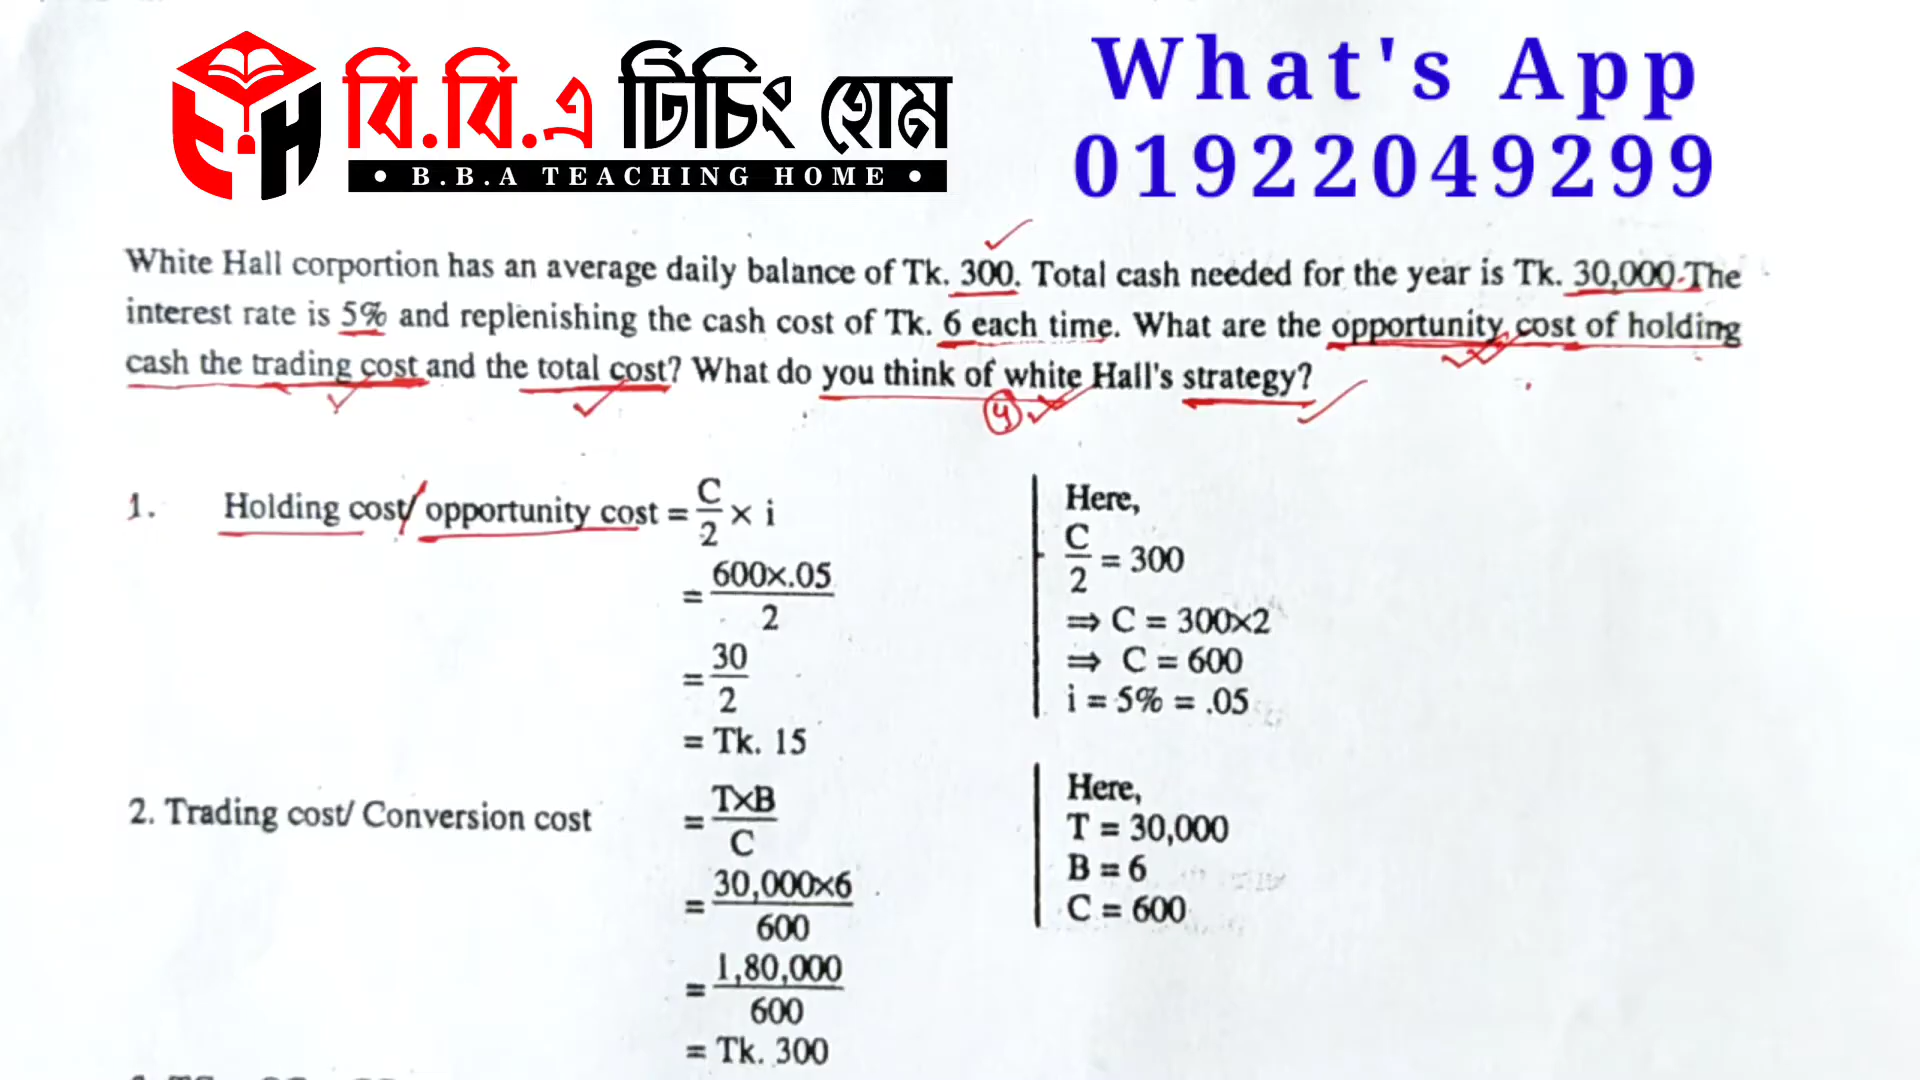 বি.বি.এ টিচিং হোম
• B.B.A TEACHING HOME •
What's App
01922049299
White Hall corportion has an average daily balance of Tk. 300. Total cash needed for the year is Tk. 30,000. The
interest rate is 5% and replenishing the cash cost of Tk. 6 each time. What are the opportunity cost of holding
cash the trading cost and the total cost? What do you think of white Hall's strategy?
1. Holding cost/ opportunity cost = C/2 × i
= 600×.05/2
= 30/2
= Tk. 15
Here,
C/2 = 300
⇒ C = 300×2
⇒ C = 600
i = 5% = .05
2. Trading cost/ Conversion cost = T×B/C
= 30,000×6/600
= 1,80,000/600
= Tk. 300
Here,
T = 30,000
B = 6
C = 600